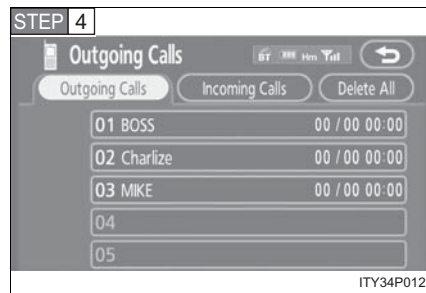 STEP 4
Outgoing Calls BT Hm
Outgoing Calls Incoming Calls Delete All
01 BOSS 00 / 00 00:00
02 Charlize 00 / 00 00:00
03 MIKE 00 / 00 00:00
04
05
ITY34P012